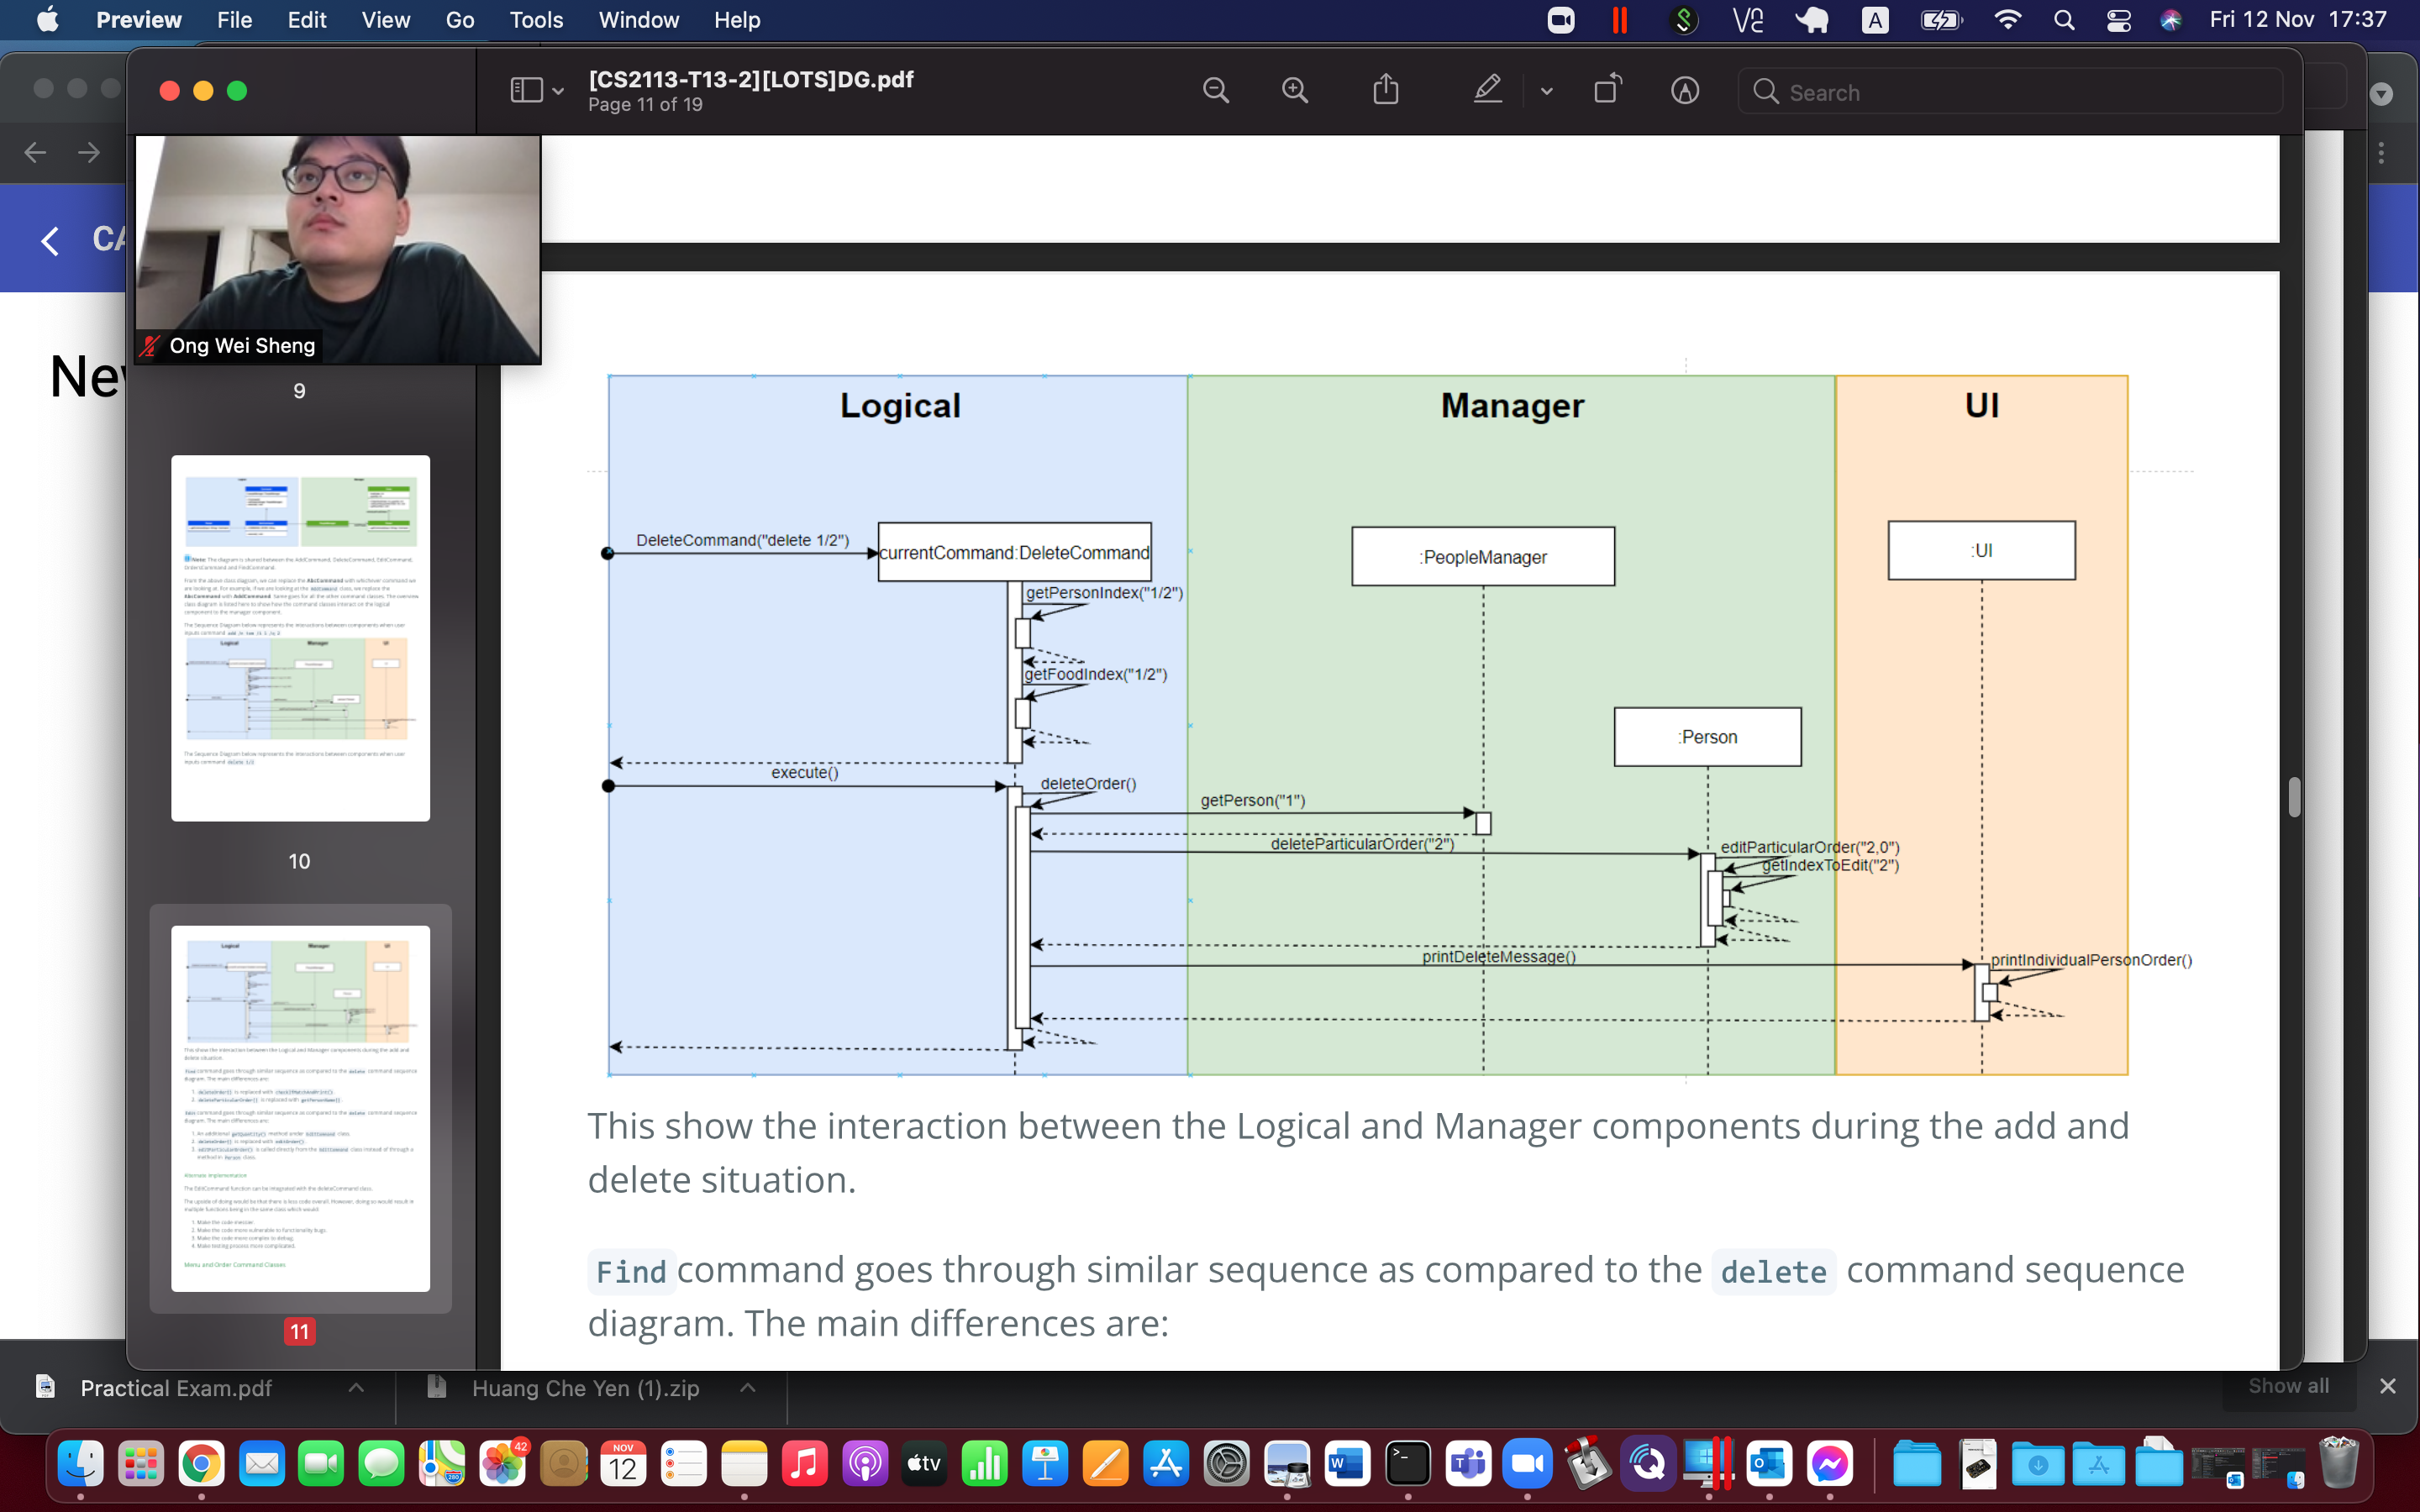 Preview File Edit View Go Tools Window Help
Fri 12 Nov 17:37
[CS2113-T13-2][LOTS]DG.pdf
Page 11 of 19
Search
Ong Wei Sheng
9
10
11
Logical
Manager
UI
DeleteCommand("delete 1/2")
currentCommand:DeleteCommand
:PeopleManager
:UI
getPersonIndex("1/2")
getFoodIndex("1/2")
:Person
execute()
deleteOrder()
getPerson("1")
deleteParticularOrder("2")
editParticularOrder("2,0")
getIndexToEdit("2")
printDeleteMessage()
printIndividualPersonOrder()
This show the interaction between the Logical and Manager components during the add and
delete situation.
Find command goes through similar sequence as compared to the delete command sequence
diagram. The main differences are:
Practical Exam.pdf
Huang Che Yen (1).zip
Show all
42
NOV
12
tv